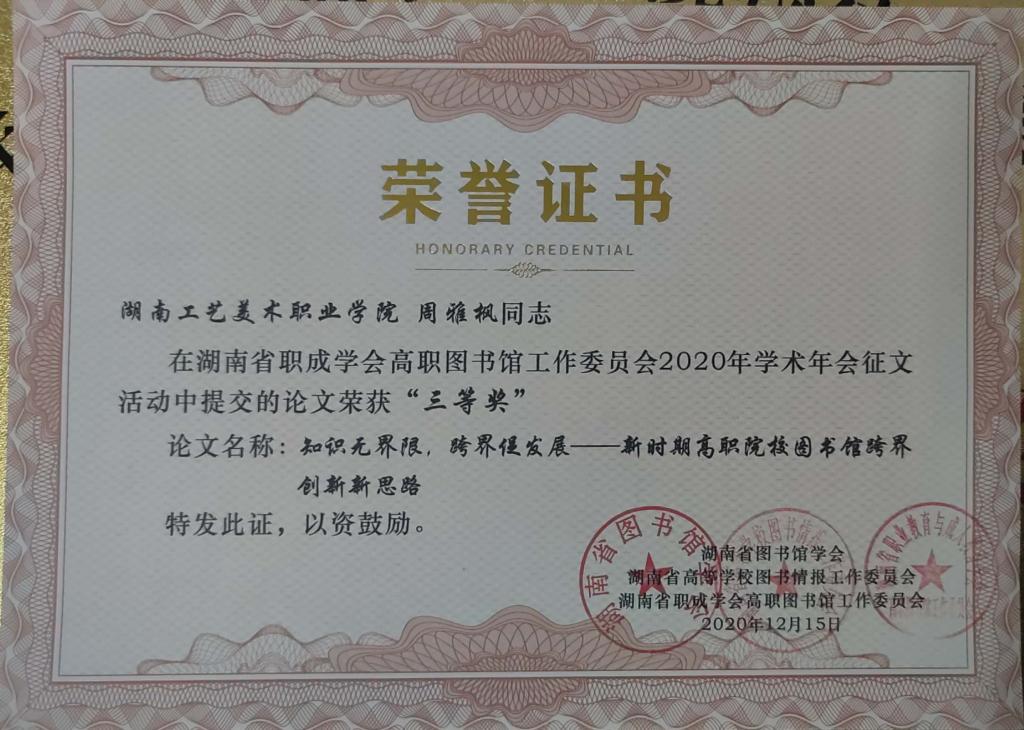 荣誉证书
HONORARY CREDENTIAL
湖南工艺美术职业学院 周雅枫同志
在湖南省职成学会高职图书馆工作委员会2020年学术年会征文
活动中提交的论文荣获“三等奖”
论文名称：知识无界限，跨界促发展——新时期高职院校图书馆跨界
创新新思路
特发此证，以资鼓励。
湖南省图书馆学会
湖南省高等学校图书情报工作委员会
湖南省职成学会高职图书馆工作委员会
2020年12月15日
湖南省图书馆